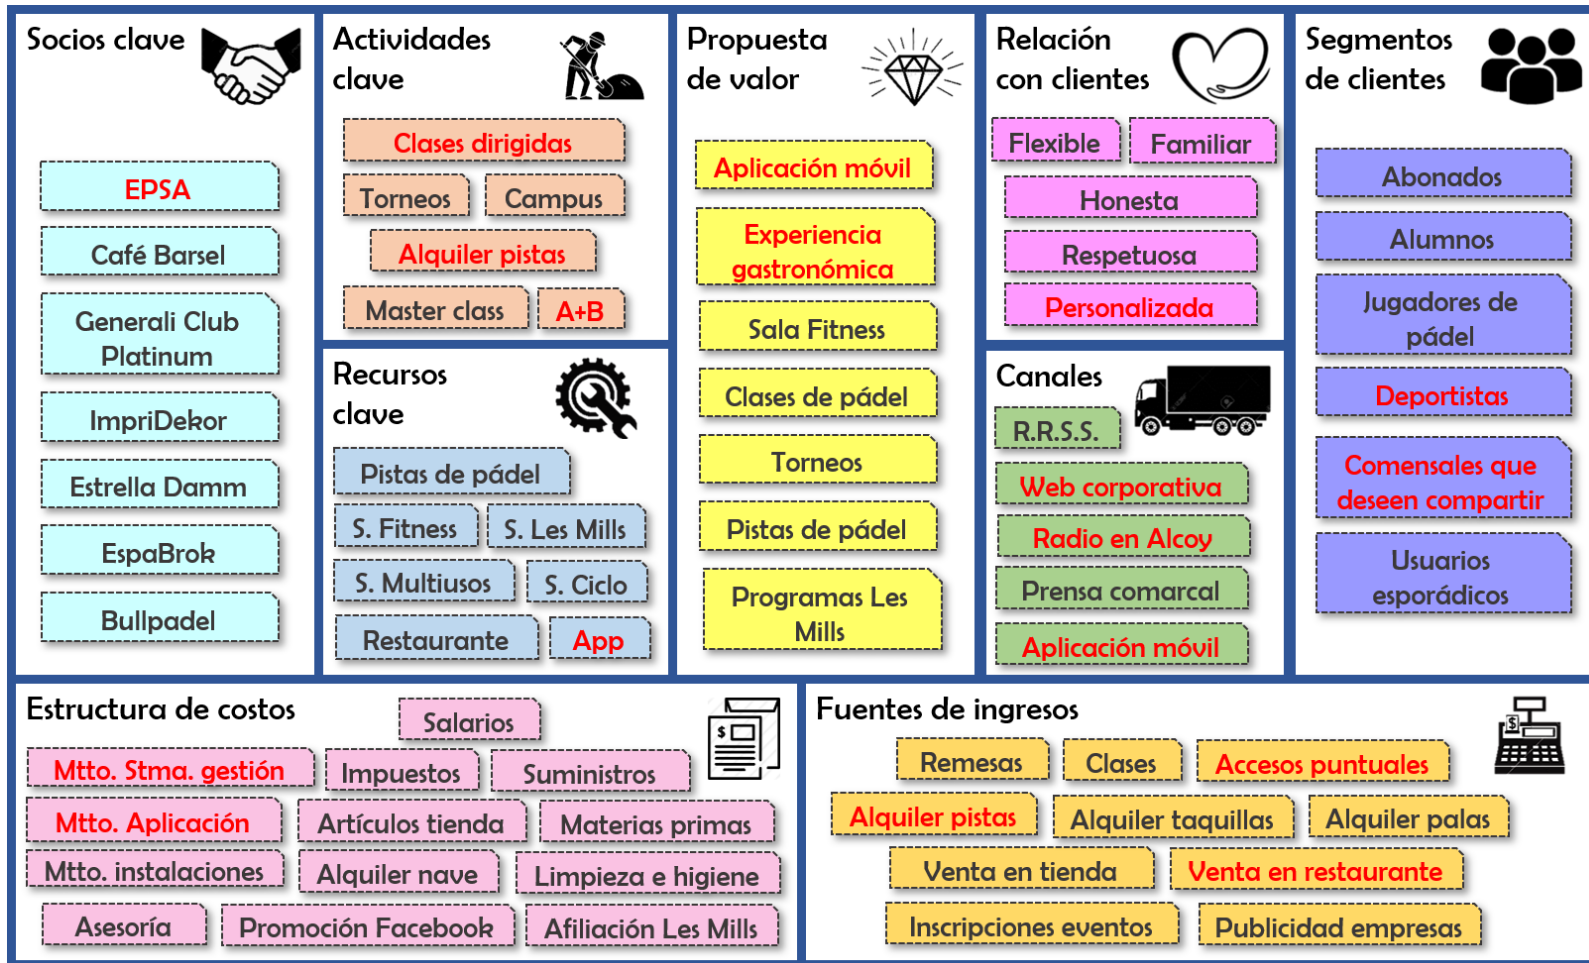 Socios clave
EPSA
Café Barsel
Generali Club
Platinum
ImpriDekor
Estrella Damm
EspaBrok
Bullpadel
Actividades
clave
Clases dirigidas
Torneos
Campus
Alquiler pistas
Master class
A+B
Recursos
clave
Pistas de pádel
S. Fitness
S. Les Mills
S. Multiusos
S. Ciclo
Restaurante
App
Propuesta
de valor
Aplicación móvil
Experiencia
gastronómica
Sala Fitness
Clases de pádel
Torneos
Pistas de pádel
Programas Les
Mills
Relación
con clientes
Flexible
Familiar
Honesta
Respetuosa
Personalizada
Canales
R.R.S.S.
Web corporativa
Radio en Alcoy
Prensa comarcal
Aplicación móvil
Segmentos
de clientes
Abonados
Alumnos
Jugadores de
pádel
Deportistas
Comensales que
deseen compartir
Usuarios
esporádicos
Estructura de costos
$
Salarios
Mtto. Stma. gestión
Impuestos
Suministros
Mtto. Aplicación
Artículos tienda
Materias primas
Mtto. instalaciones
Alquiler nave
Limpieza e higiene
Asesoría
Promoción Facebook
Afiliación Les Mills
Fuentes de ingresos
$
Remesas
Clases
Accesos puntuales
Alquiler pistas
Alquiler taquillas
Alquiler palas
Venta en tienda
Venta en restaurante
Inscripciones eventos
Publicidad empresas